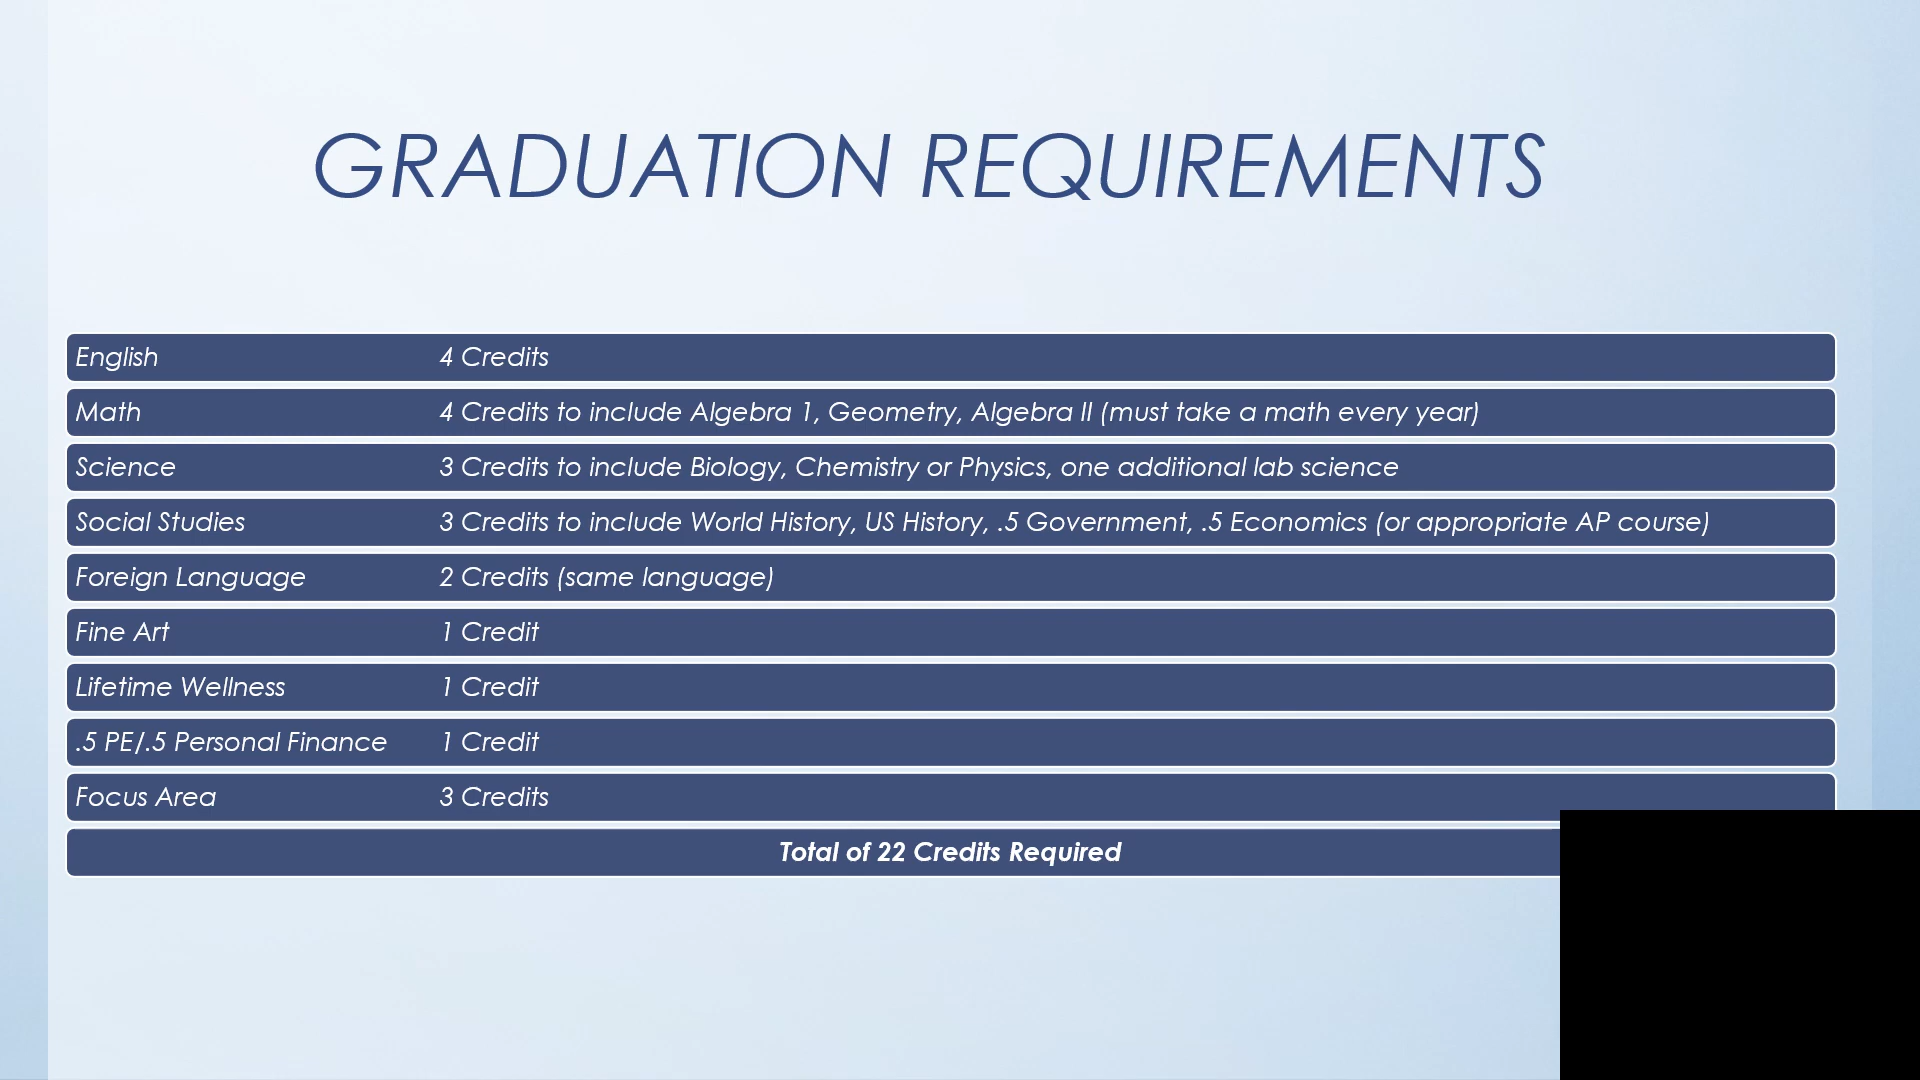 GRADUATION REQUIREMENTS
English 4 Credits
Math 4 Credits to include Algebra 1, Geometry, Algebra II (must take a math every year)
Science 3 Credits to include Biology, Chemistry or Physics, one additional lab science
Social Studies 3 Credits to include World History, US History, .5 Government, .5 Economics (or appropriate AP course)
Foreign Language 2 Credits (same language)
Fine Art 1 Credit
Lifetime Wellness 1 Credit
.5 PE/.5 Personal Finance 1 Credit
Focus Area 3 Credits
Total of 22 Credits Required